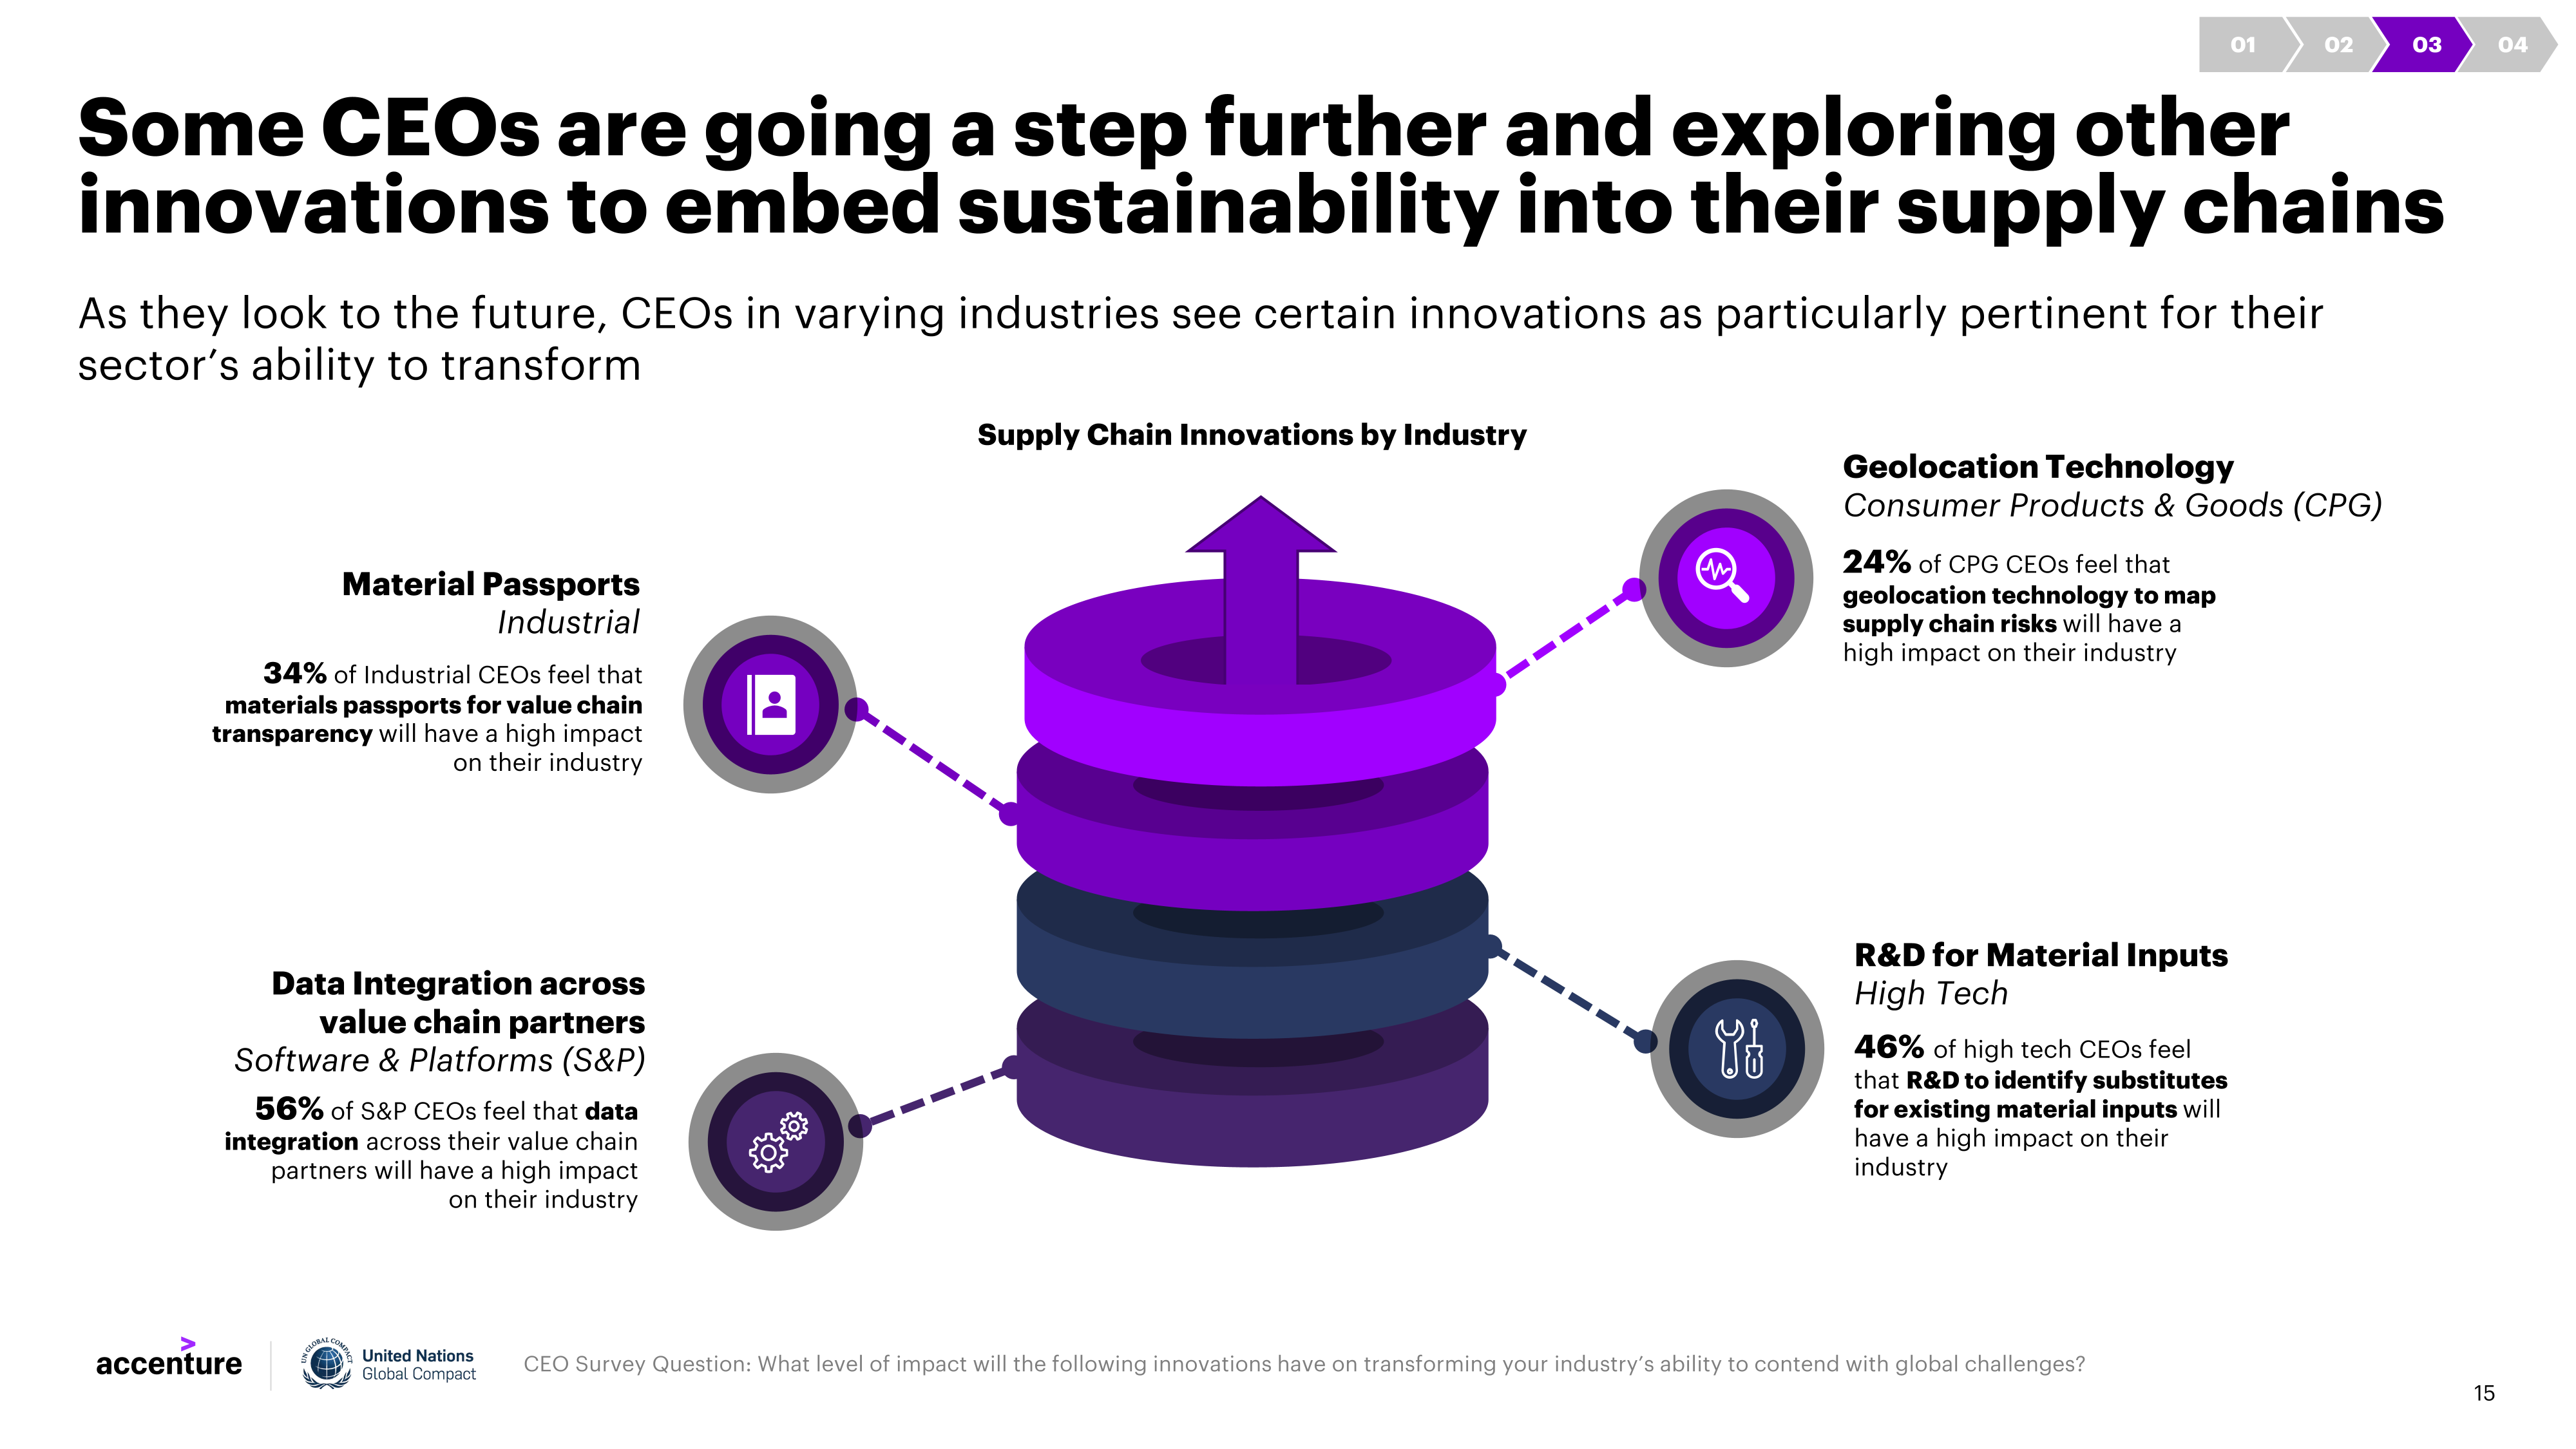 01 02 03 04
Some CEOs are going a step further and exploring other
innovations to embed sustainability into their supply chains
As they look to the future, CEOs in varying industries see certain innovations as particularly pertinent for their
sector’s ability to transform
Supply Chain Innovations by Industry
Material Passports
Industrial
34% of Industrial CEOs feel that
materials passports for value chain
transparency will have a high impact
on their industry
Geolocation Technology
Consumer Products & Goods (CPG)
24% of CPG CEOs feel that
geolocation technology to map
supply chain risks will have a
high impact on their industry
Data Integration across
value chain partners
Software & Platforms (S&P)
56% of S&P CEOs feel that data
integration across their value chain
partners will have a high impact
on their industry
R&D for Material Inputs
High Tech
46% of high tech CEOs feel
that R&D to identify substitutes
for existing material inputs will
have a high impact on their
industry
accenture
UN GLOBAL COMPACT
United Nations
Global Compact
CEO Survey Question: What level of impact will the following innovations have on transforming your industry’s ability to contend with global challenges?
15